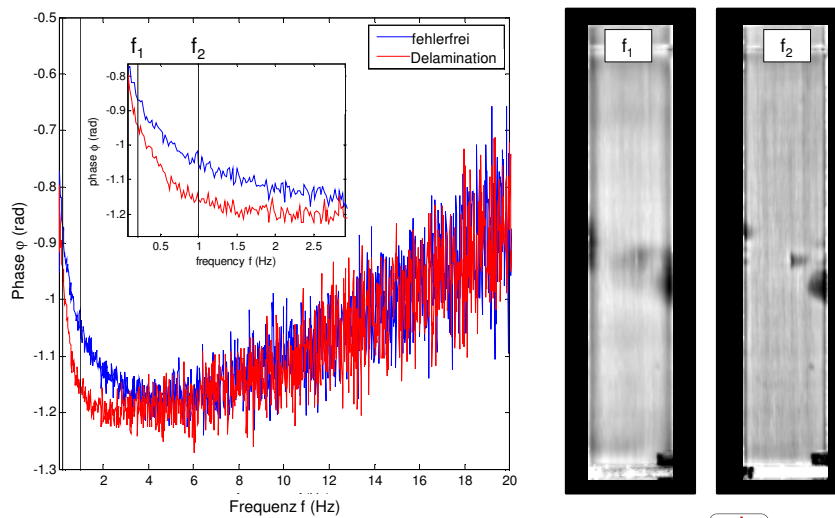 -0.5
-0.6
-0.7
-0.8
-0.9
-1
-1.1
-1.2
-1.3
Phase φ (rad)
2
4
6
8
10
12
14
16
18
20
Frequenz f (Hz)
fehlerfrei
Delamination
f1
f2
-0.8
-0.9
-1
-1.1
-1.2
phase ϕ (rad)
0.5
1
1.5
2
2.5
frequency f (Hz)
f1
f2